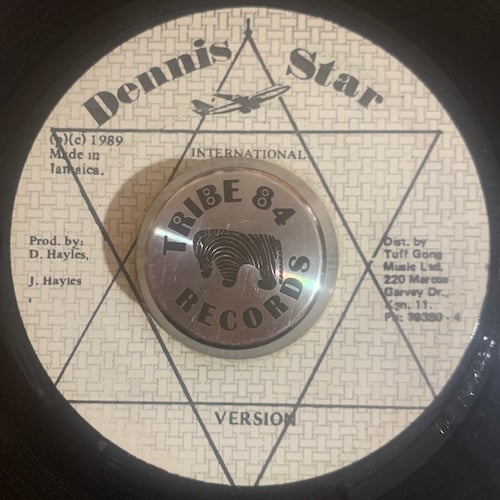 Dennis Star
INTERNATIONAL
(p)(c) 1989
Made in
Jamaica.
TRIBE 84
RECORDS
Prod. by:
D. Hayles,
J. Hayles
Dist. by
Tuff Gong
Music Ltd.
220 Marcus
Garvey Dr.,
Kgn. 11.
Ph: 39380-4
VERSION